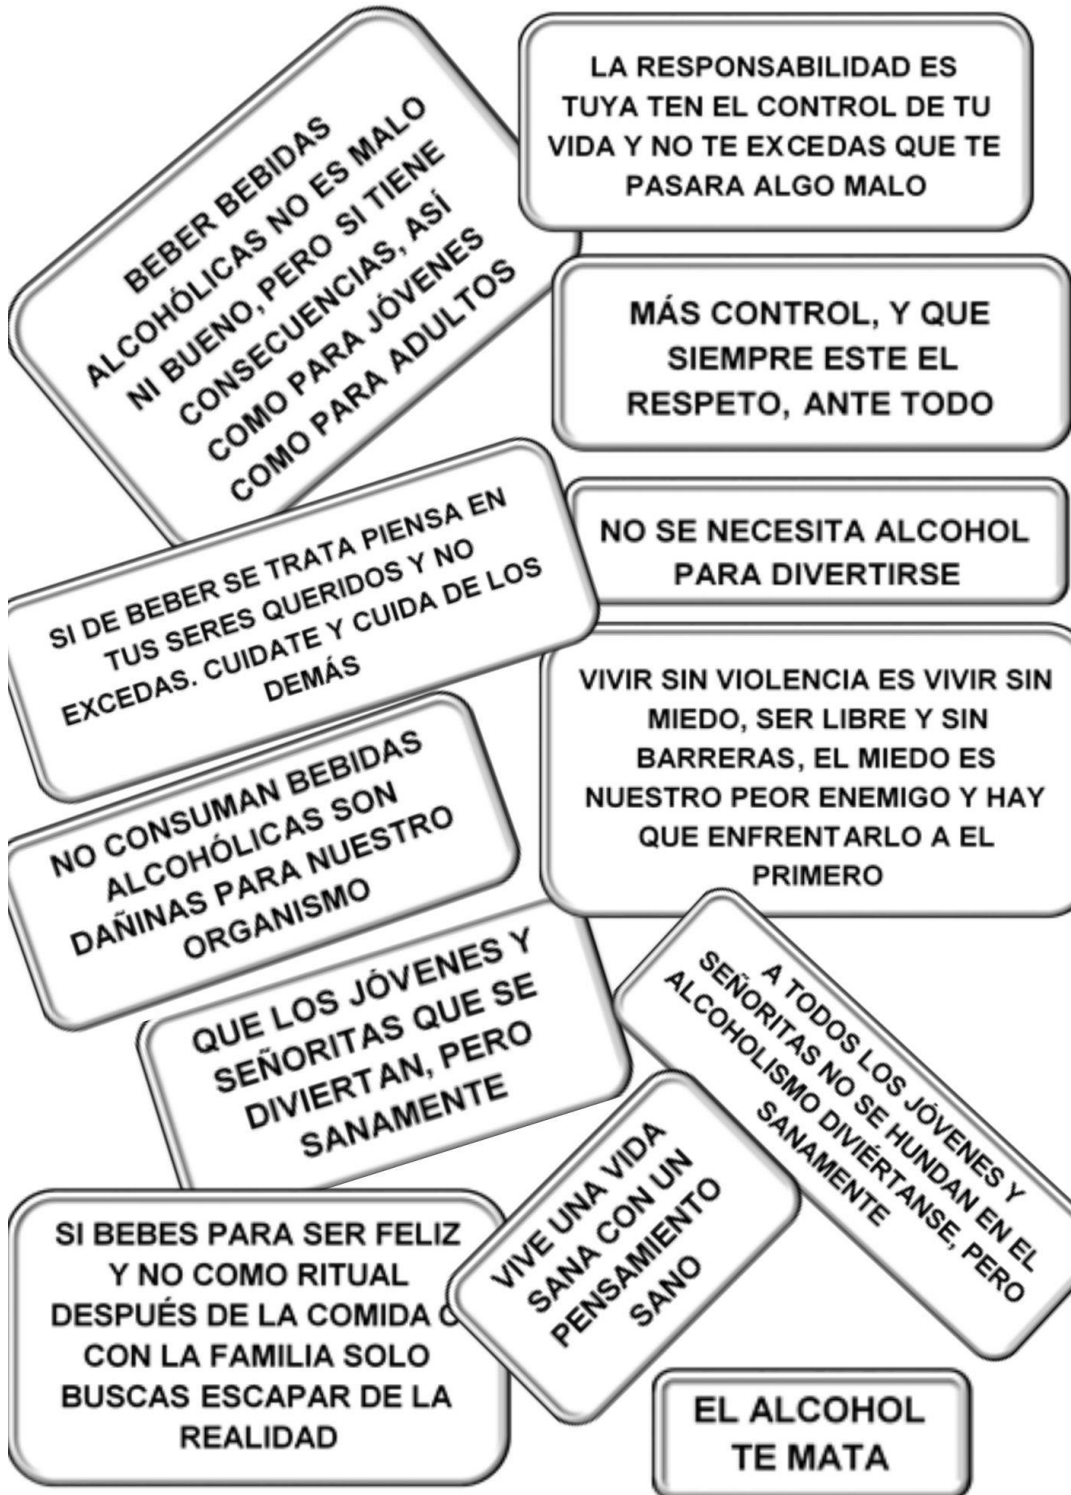 BEBER BEBIDAS
ALCOHÓLICAS NO ES MALO
NI BUENO, PERO SI TIENE
CONSECUENCIAS, ASÍ
COMO PARA JÓVENES
COMO PARA ADULTOS
LA RESPONSABILIDAD ES
TUYA TEN EL CONTROL DE TU
VIDA Y NO TE EXCEDAS QUE TE
PASARA ALGO MALO
MÁS CONTROL, Y QUE
SIEMPRE ESTE EL
RESPETO, ANTE TODO
SI DE BEBER SE TRATA PIENSA EN
TUS SERES QUERIDOS Y NO
EXCEDAS. CUIDATE Y CUIDA DE LOS
DEMÁS
NO SE NECESITA ALCOHOL
PARA DIVERTIRSE
VIVIR SIN VIOLENCIA ES VIVIR SIN
MIEDO, SER LIBRE Y SIN
BARRERAS, EL MIEDO ES
NUESTRO PEOR ENEMIGO Y HAY
QUE ENFRENTARLO A EL
PRIMERO
NO CONSUMAN BEBIDAS
ALCOHÓLICAS SON
DAÑINAS PARA NUESTRO
ORGANISMO
QUE LOS JÓVENES Y
SEÑORITAS QUE SE
DIVIERTAN, PERO
SANAMENTE
A TODOS LOS JÓVENES Y
SEÑORITAS NO SE HUNDAN EN EL
ALCOHOLISMO DIVIÉRTANSE, PERO
SANAMENTE
VIVE UNA VIDA
SANA CON UN
PENSAMIENTO
SANO
SI BEBES PARA SER FELIZ
Y NO COMO RITUAL
DESPUÉS DE LA COMIDA
CON LA FAMILIA SOLO
BUSCAS ESCAPAR DE LA
REALIDAD
EL ALCOHOL
TE MATA